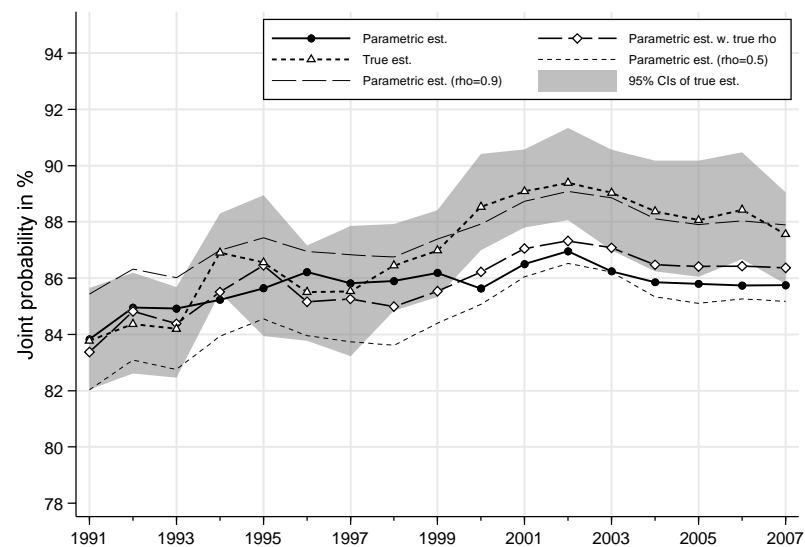 Parametric est.
Parametric est. w. true rho
True est.
Parametric est. (rho=0.5)
Parametric est. (rho=0.9)
95% CIs of true est.
Joint probability in %
94
92
90
88
86
84
82
80
78
1991 1993 1995 1997 1999 2001 2003 2005 2007